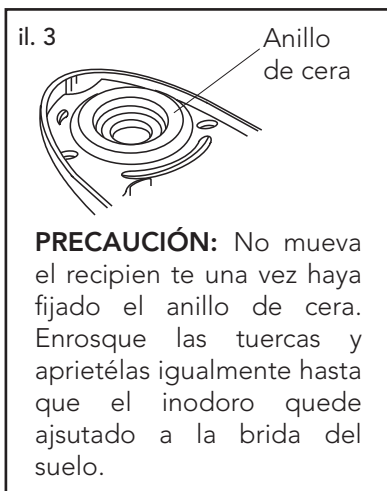 il. 3
Anillo
de cera
PRECAUCIÓN: No mueva
el recipien te una vez haya
fijado el anillo de cera.
Enrosque las tuercas y
aprietélas igualmente hasta
que el inodoro quede
ajsutado a la brida del
suelo.